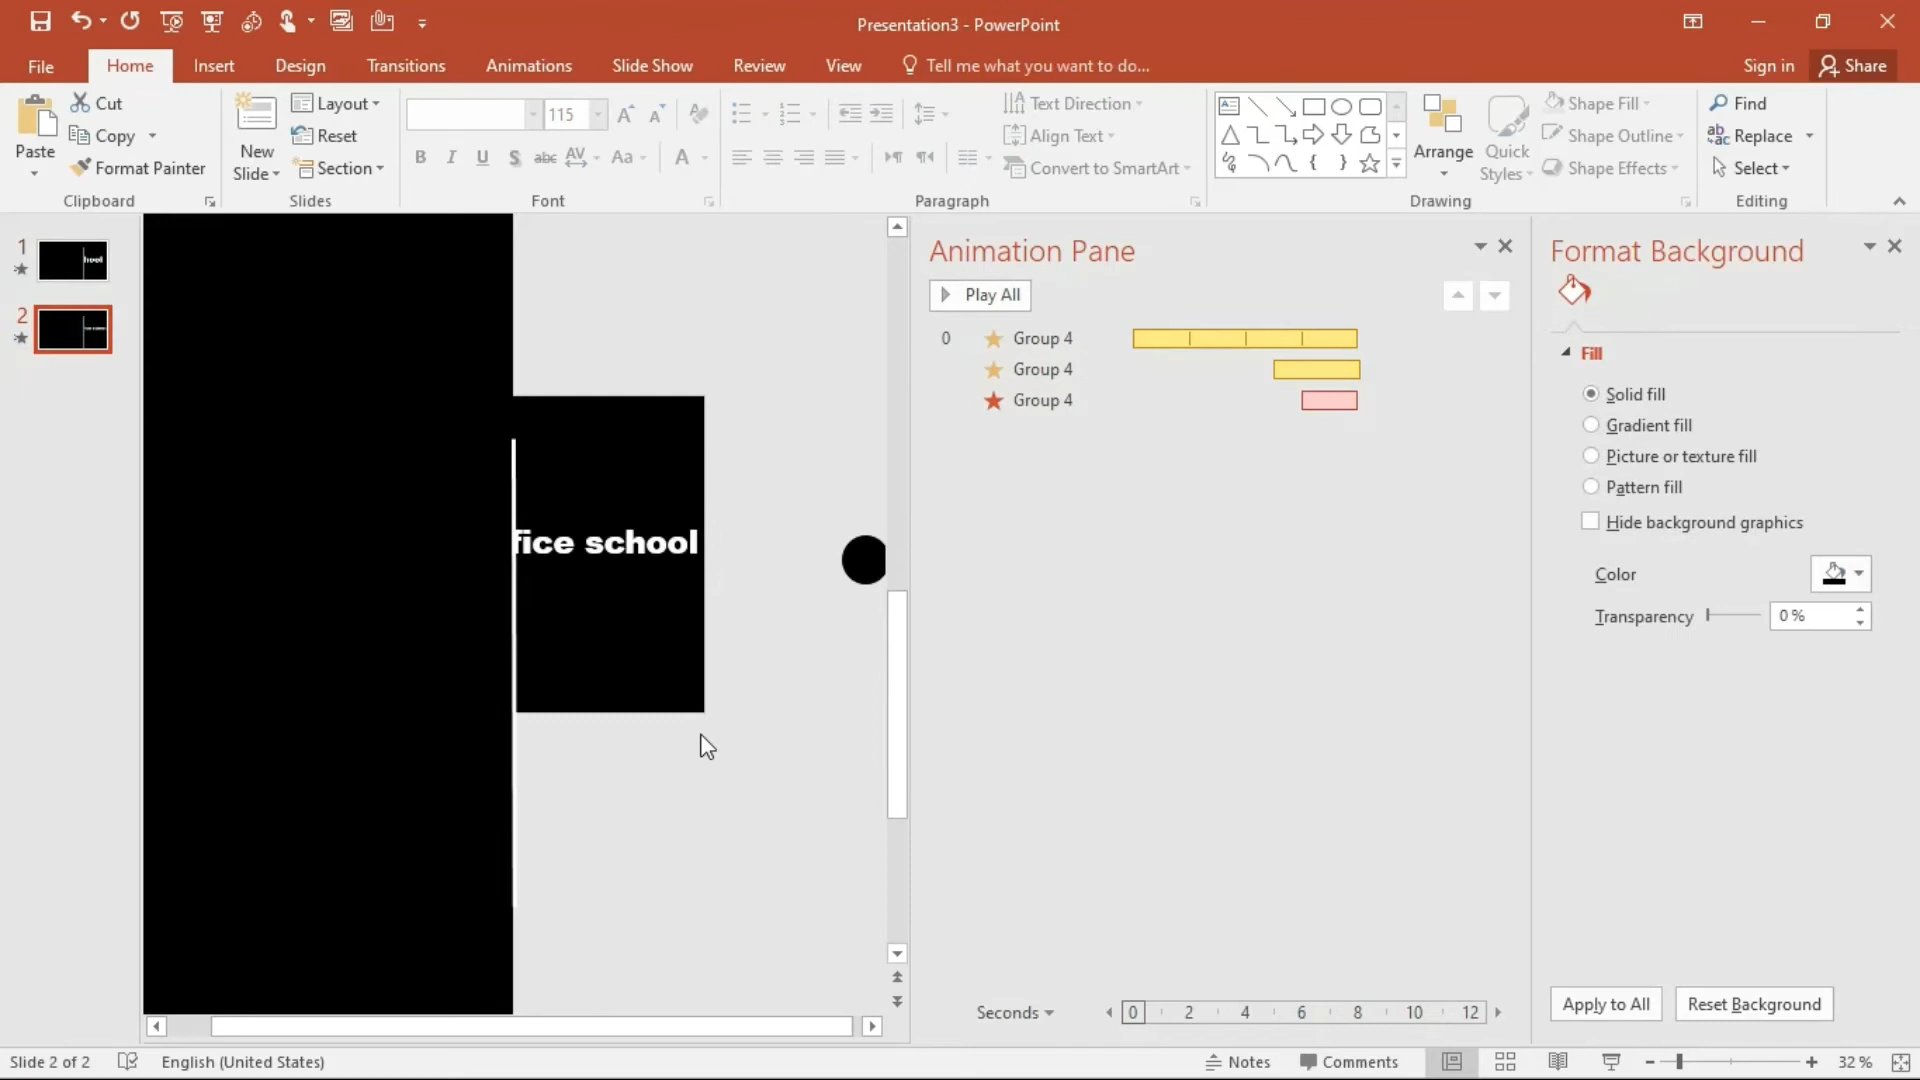 Presentation3 - PowerPoint
File Home Insert Design Transitions Animations Slide Show Review View Tell me what you want to do... Sign in Share
Paste
Cut
Copy
Format Painter
Clipboard
New Slide
Layout
Reset
Section
Slides
115
B I U S abc AV Aa A
Font
Text Direction
Align Text
Convert to SmartArt
Paragraph
Arrange
Quick Styles
Shape Fill
Shape Outline
Shape Effects
Drawing
Find
Replace
Select
Editing
1
hool
2
fice school
Animation Pane
Play All
0 Group 4
Group 4
Group 4
Seconds 0 2 4 6 8 10 12
Format Background
Fill
Solid fill
Gradient fill
Picture or texture fill
Pattern fill
Hide background graphics
Color
Transparency 0 %
Apply to All Reset Background
Slide 2 of 2 English (United States) Notes Comments 32 %